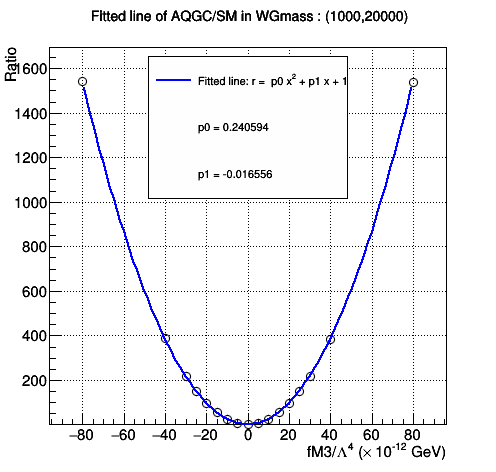 FItted line of AQGC/SM in WGmass : (1000,20000)
Ratio
Fitted line: r = p0 x² + p1 x + 1
p0 = 0.240594
p1 = -0.016556
1600
1400
1200
1000
800
600
400
200
−80 −60 −40 −20 0 20 40 60 80
fM3/Λ⁴ (× 10⁻¹² GeV)